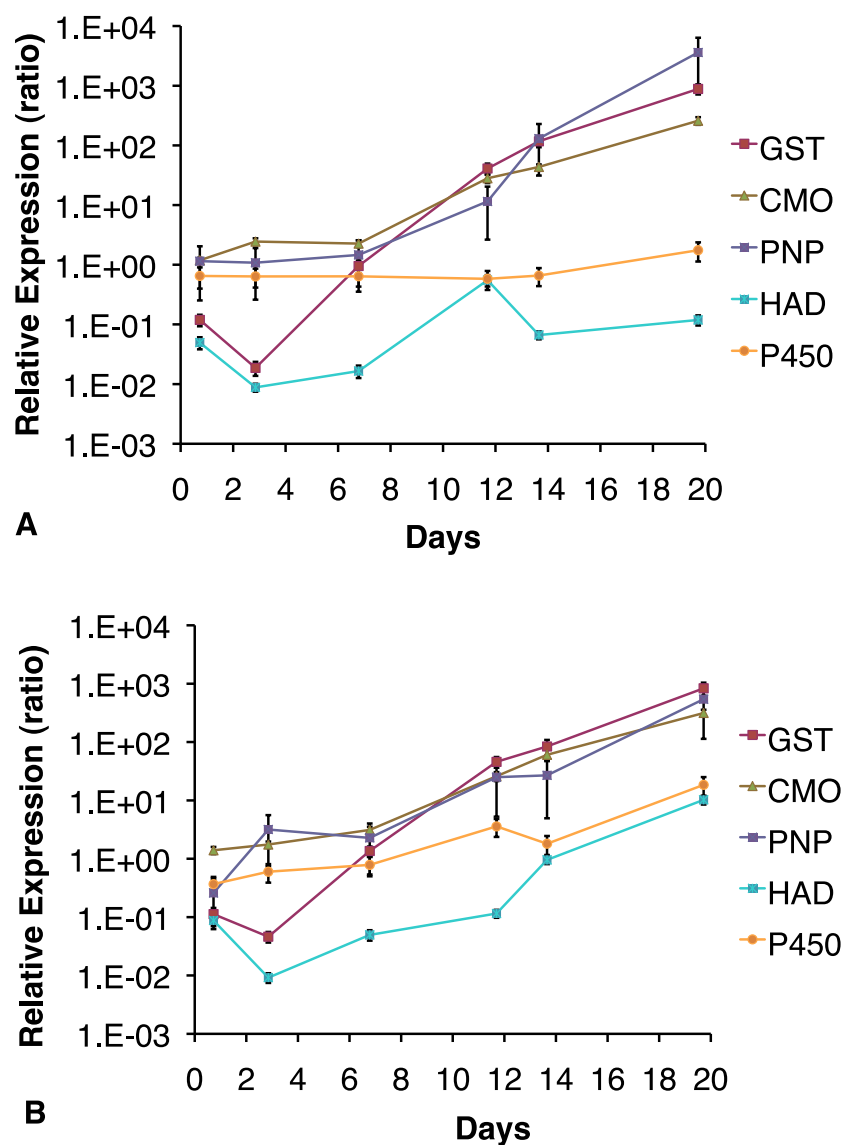 1.E+04
1.E+03
1.E+02
1.E+01
1.E+00
1.E-01
1.E-02
1.E-03
Relative Expression (ratio)
0 2 4 6 8 10 12 14 16 18 20
Days
GST
CMO
PNP
HAD
P450
A
1.E+04
1.E+03
1.E+02
1.E+01
1.E+00
1.E-01
1.E-02
1.E-03
Relative Expression (ratio)
0 2 4 6 8 10 12 14 16 18 20
Days
GST
CMO
PNP
HAD
P450
B